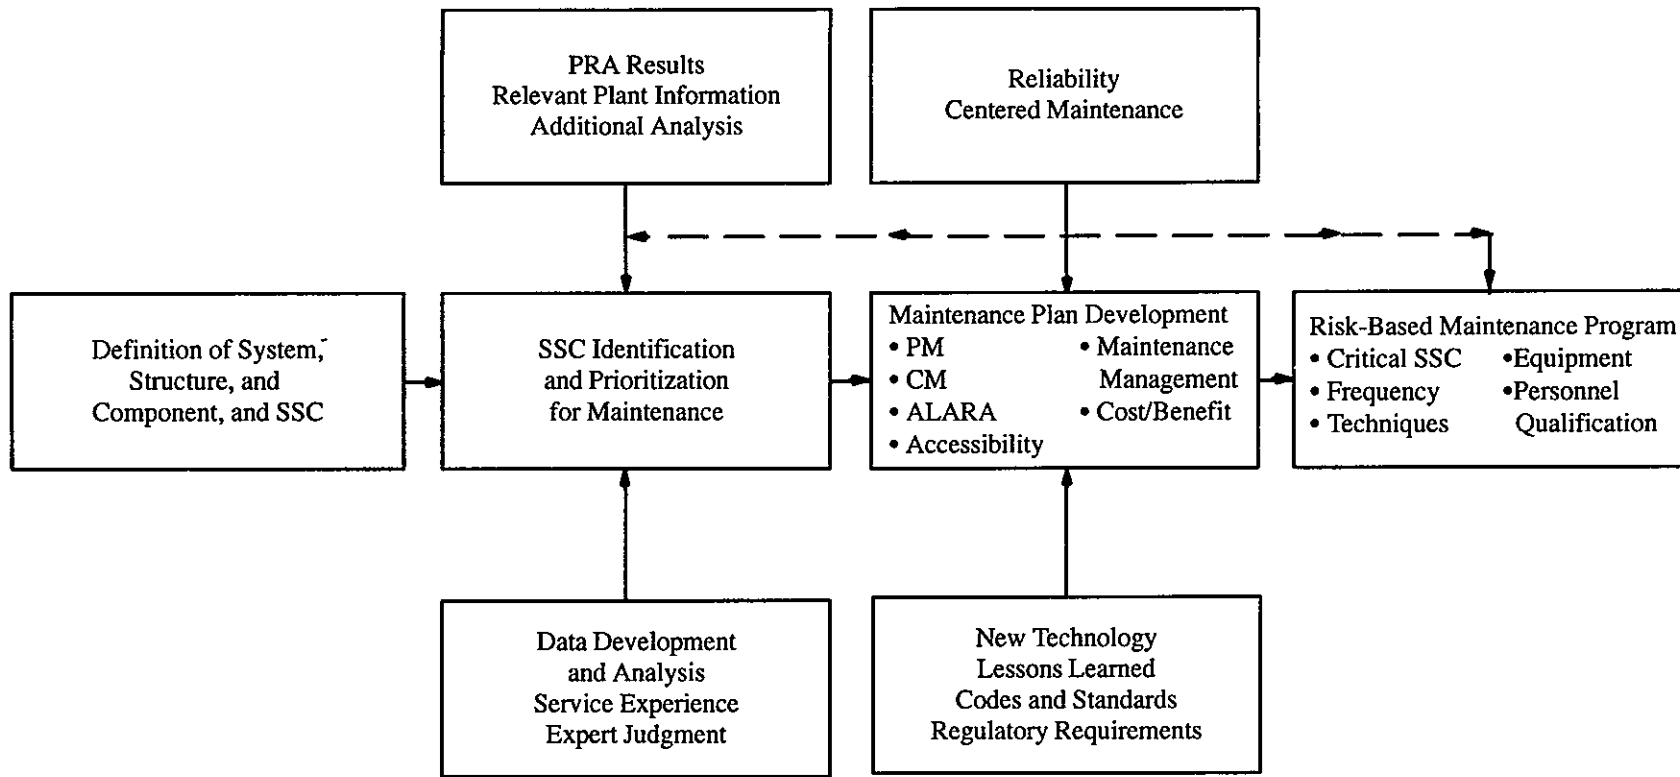 PRA Results
Relevant Plant Information
Additional Analysis
Reliability
Centered Maintenance
Definition of System,
Structure, and
Component, and SSC
SSC Identification
and Prioritization
for Maintenance
Maintenance Plan Development
• PM
• CM
• ALARA
• Accessibility
• Maintenance
Management
• Cost/Benefit
Risk-Based Maintenance Program
• Critical SSC
• Frequency
• Techniques
•Equipment
•Personnel
Qualification
Data Development
and Analysis
Service Experience
Expert Judgment
New Technology
Lessons Learned
Codes and Standards
Regulatory Requirements